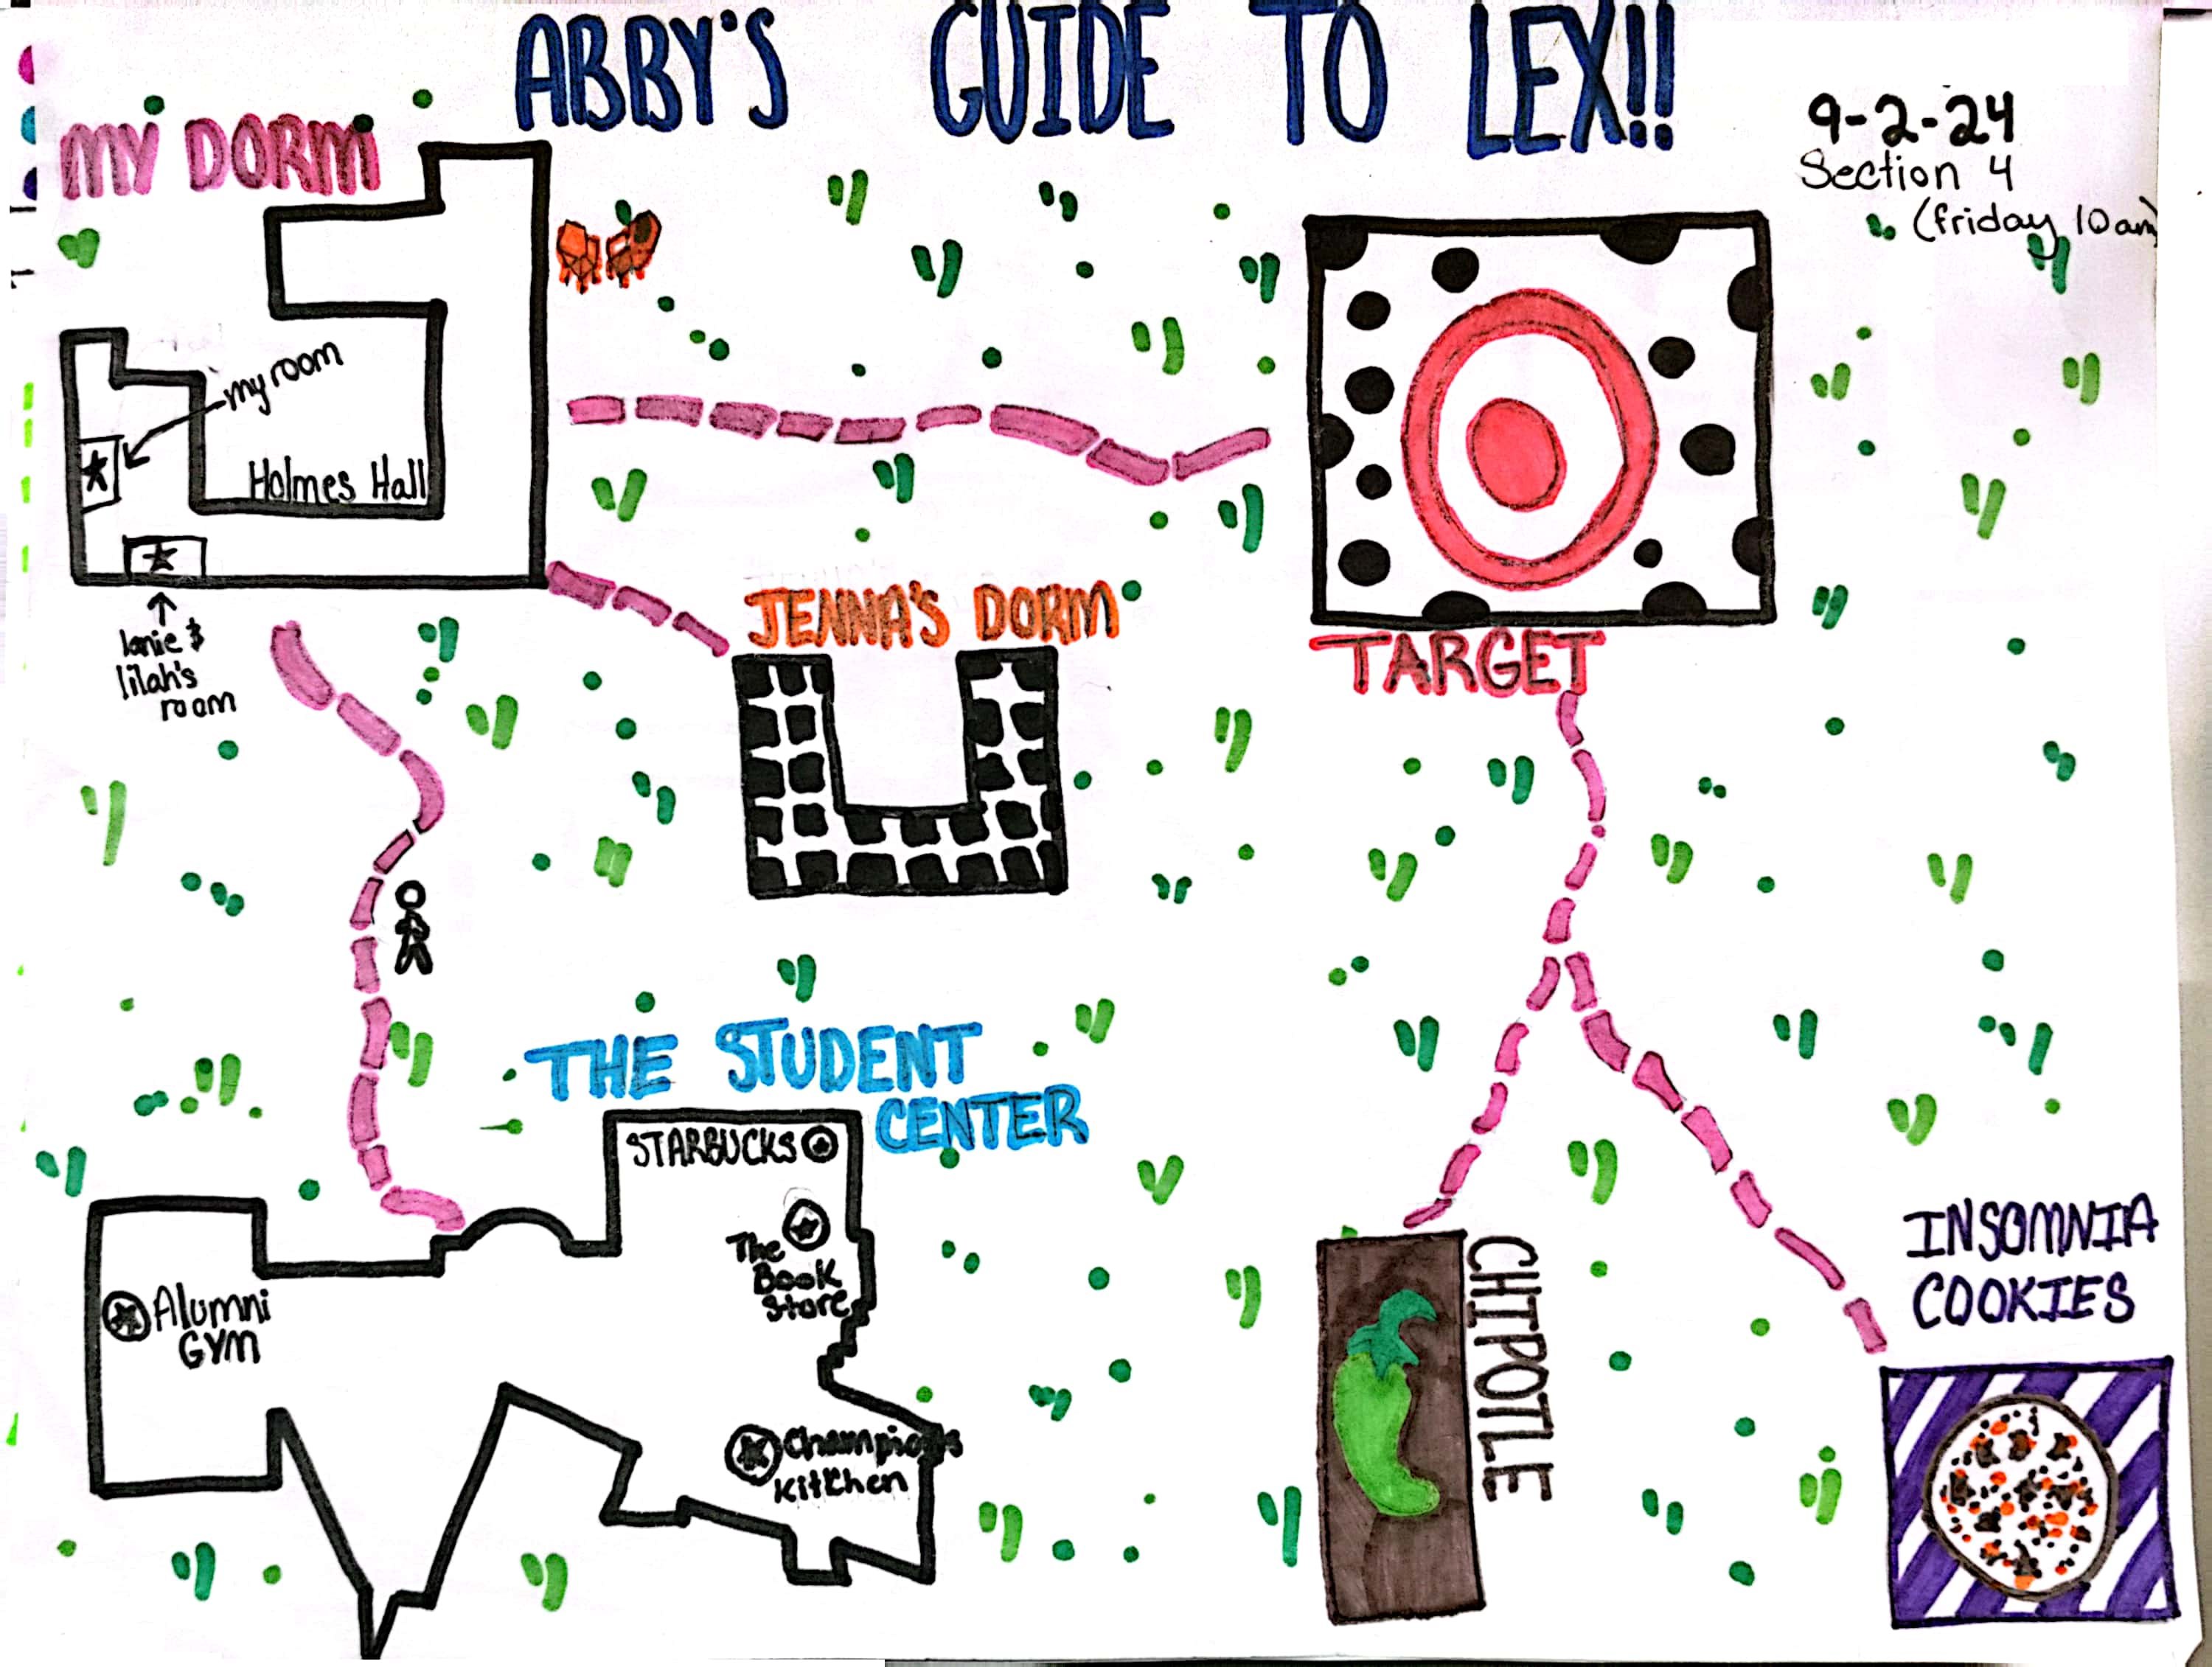 ABBY'S GUIDE TO LEX!!
9-2-24
Section 4
(friday 10am)
MY DORM
my room
Holmes Hall
lanie &
lilah's
room
JENNA'S DORM
TARGET
THE STUDENT
CENTER
STARBUCKS
The
Book
Store
Alumni
GYM
Champions
Kitchen
CHIPOTLE
INSOMNIA
COOKIES